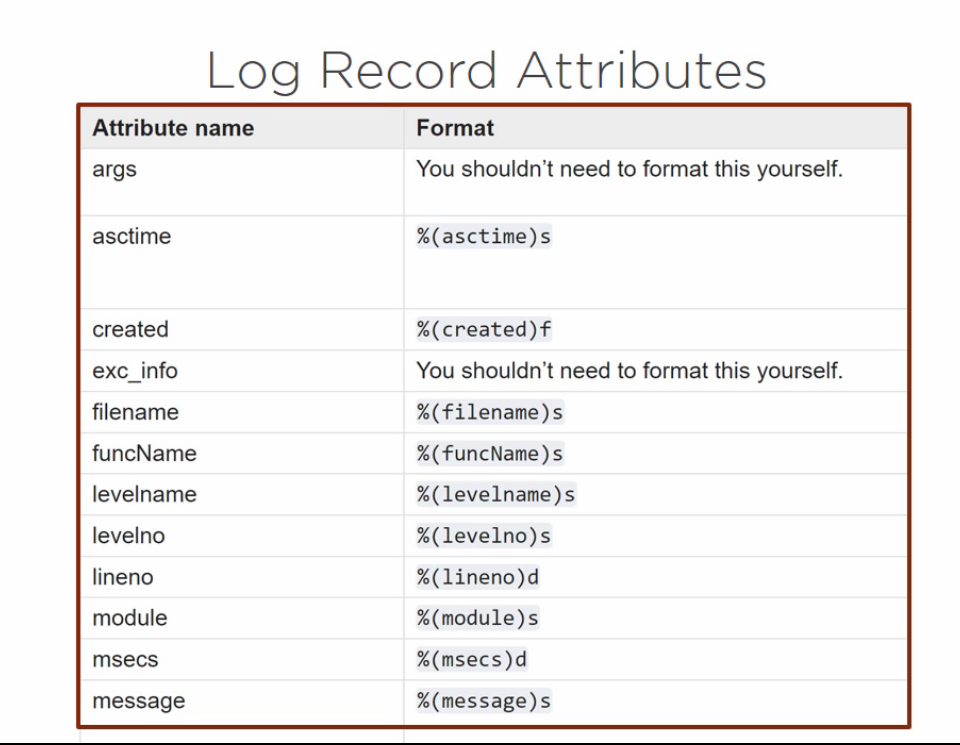 Log Record Attributes
Attribute name Format
args You shouldn’t need to format this yourself.
asctime %(asctime)s
created %(created)f
exc_info You shouldn’t need to format this yourself.
filename %(filename)s
funcName %(funcName)s
levelname %(levelname)s
levelno %(levelno)s
lineno %(lineno)d
module %(module)s
msecs %(msecs)d
message %(message)s